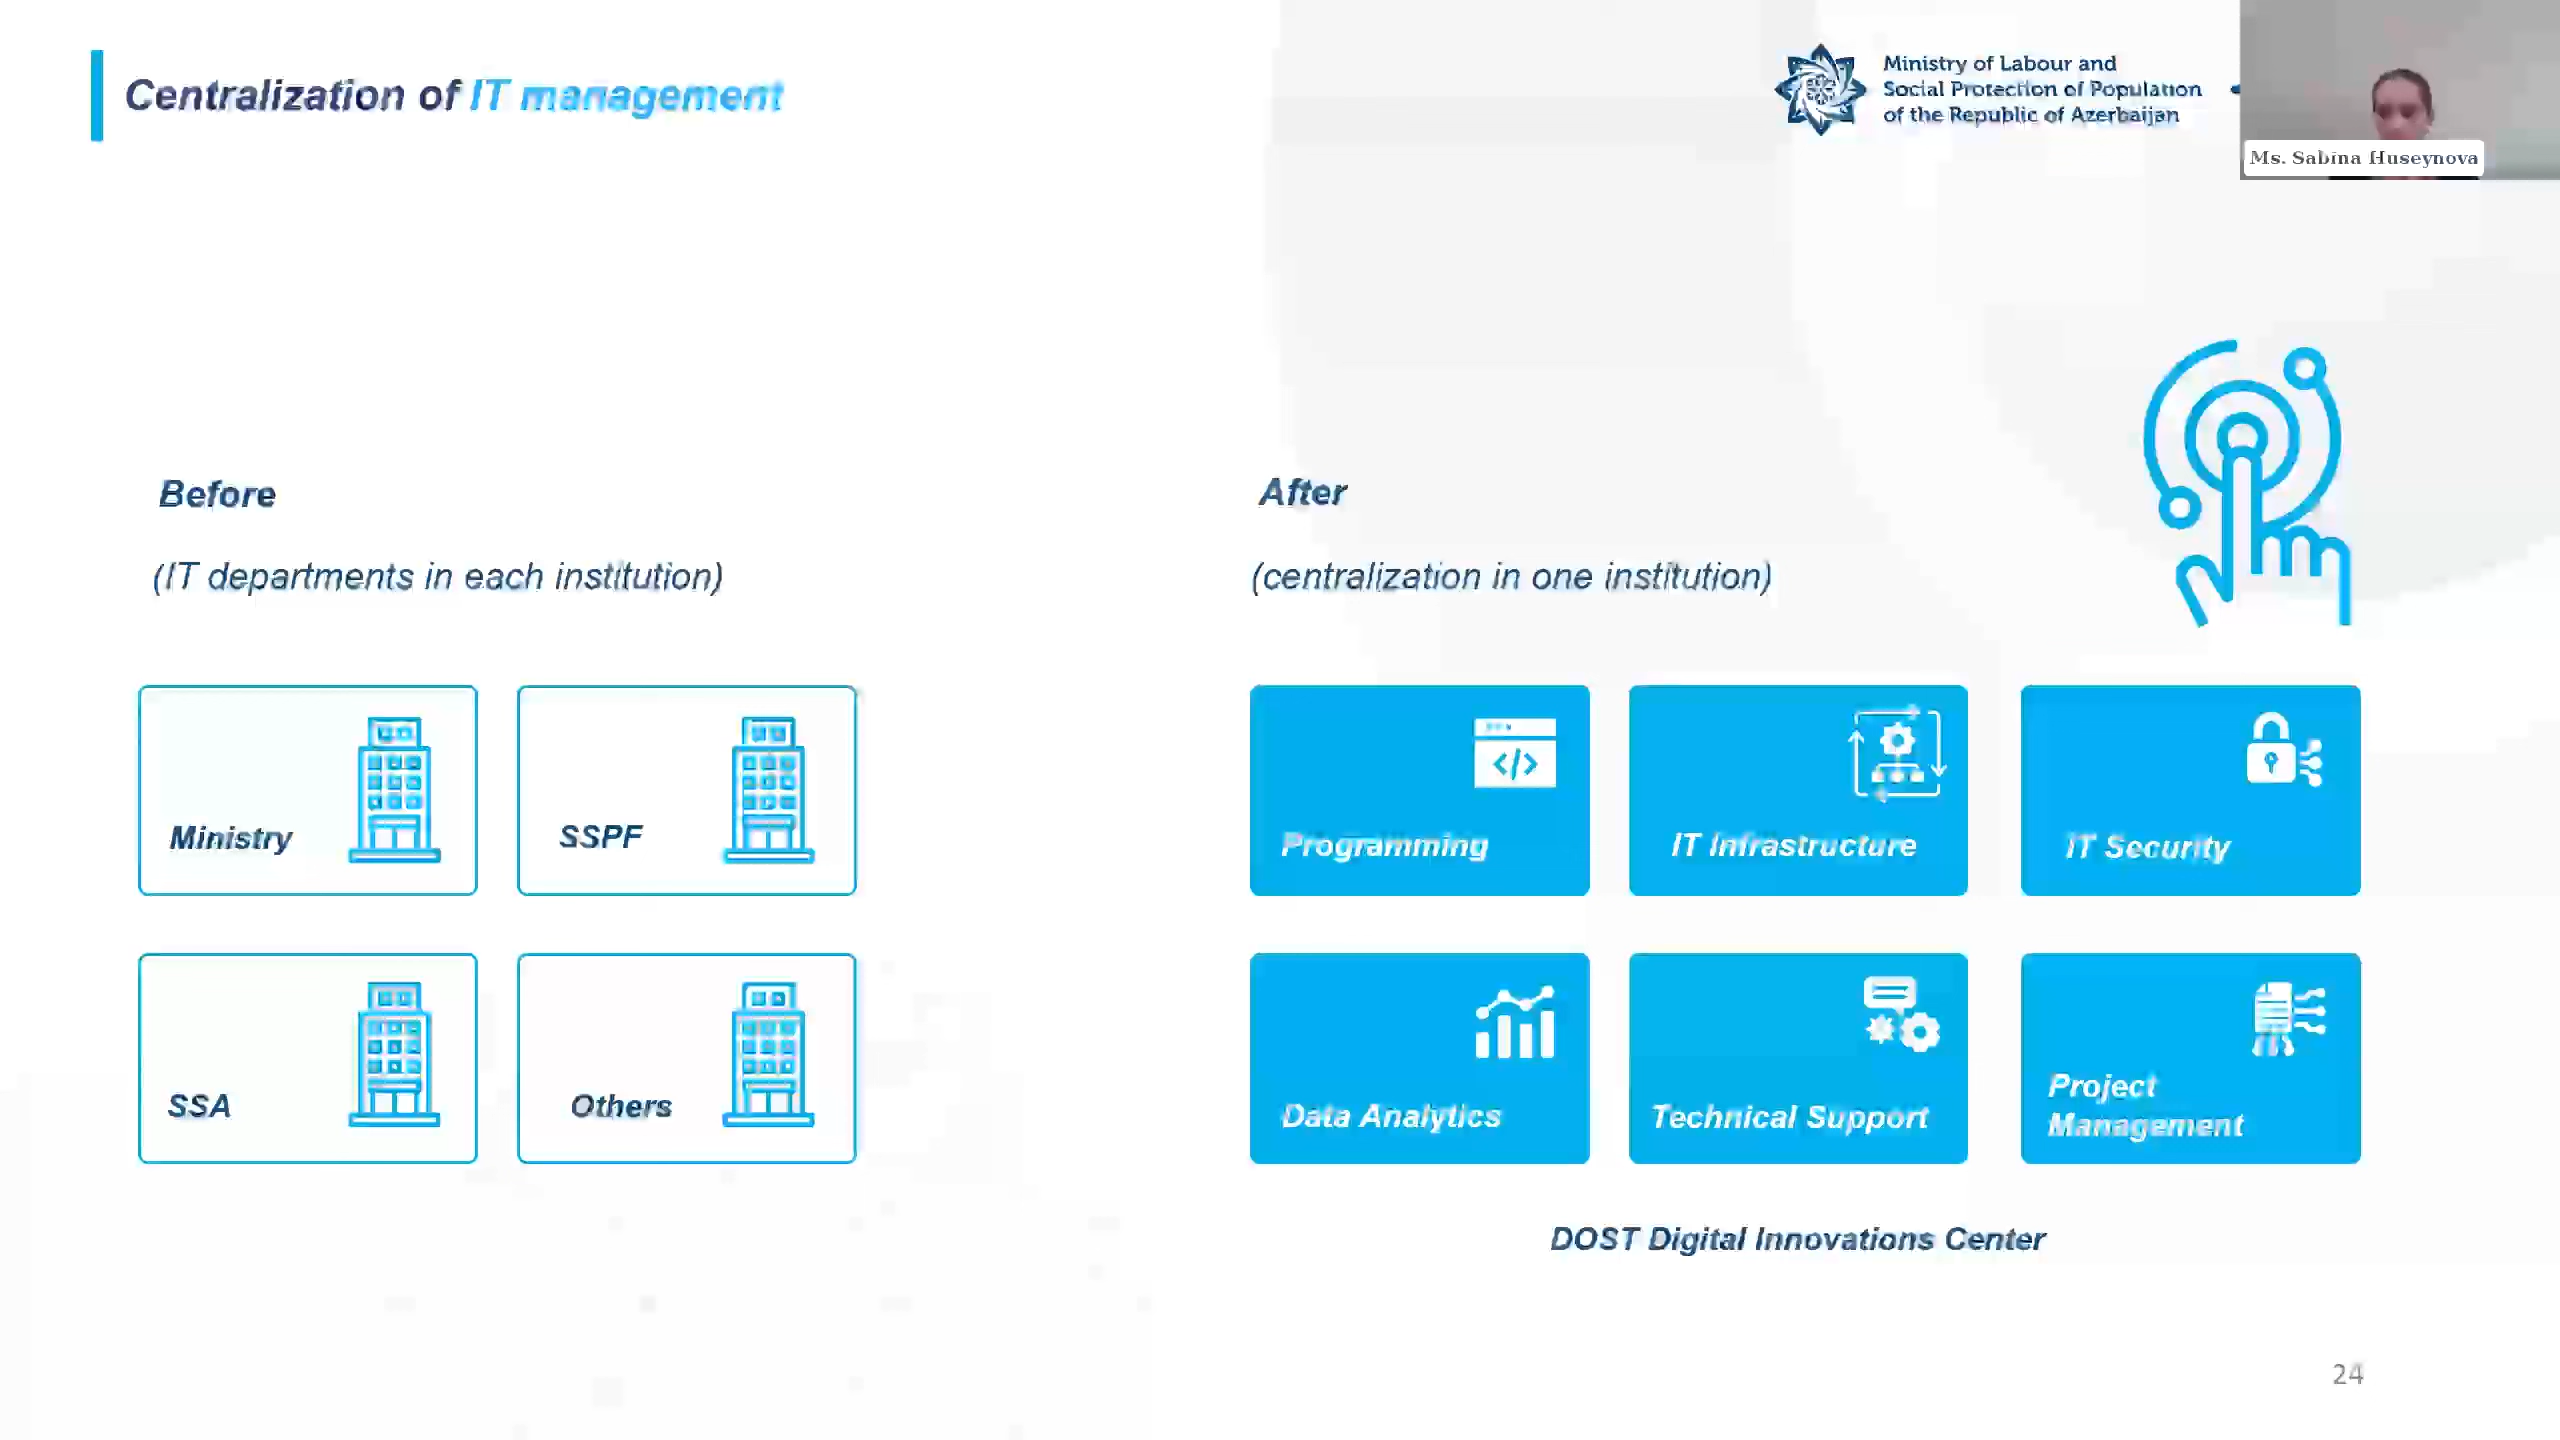 Centralization of IT management
Ministry of Labour and
Social Protection of Population
of the Republic of Azerbaijan
Ms. Sabina Huseynova
Before
(IT departments in each institution)
Ministry
SSPF
SSA
Others
After
(centralization in one institution)
Programming
IT Infrastructure
IT Security
Data Analytics
Technical Support
Project
Management
DOST Digital Innovations Center
24